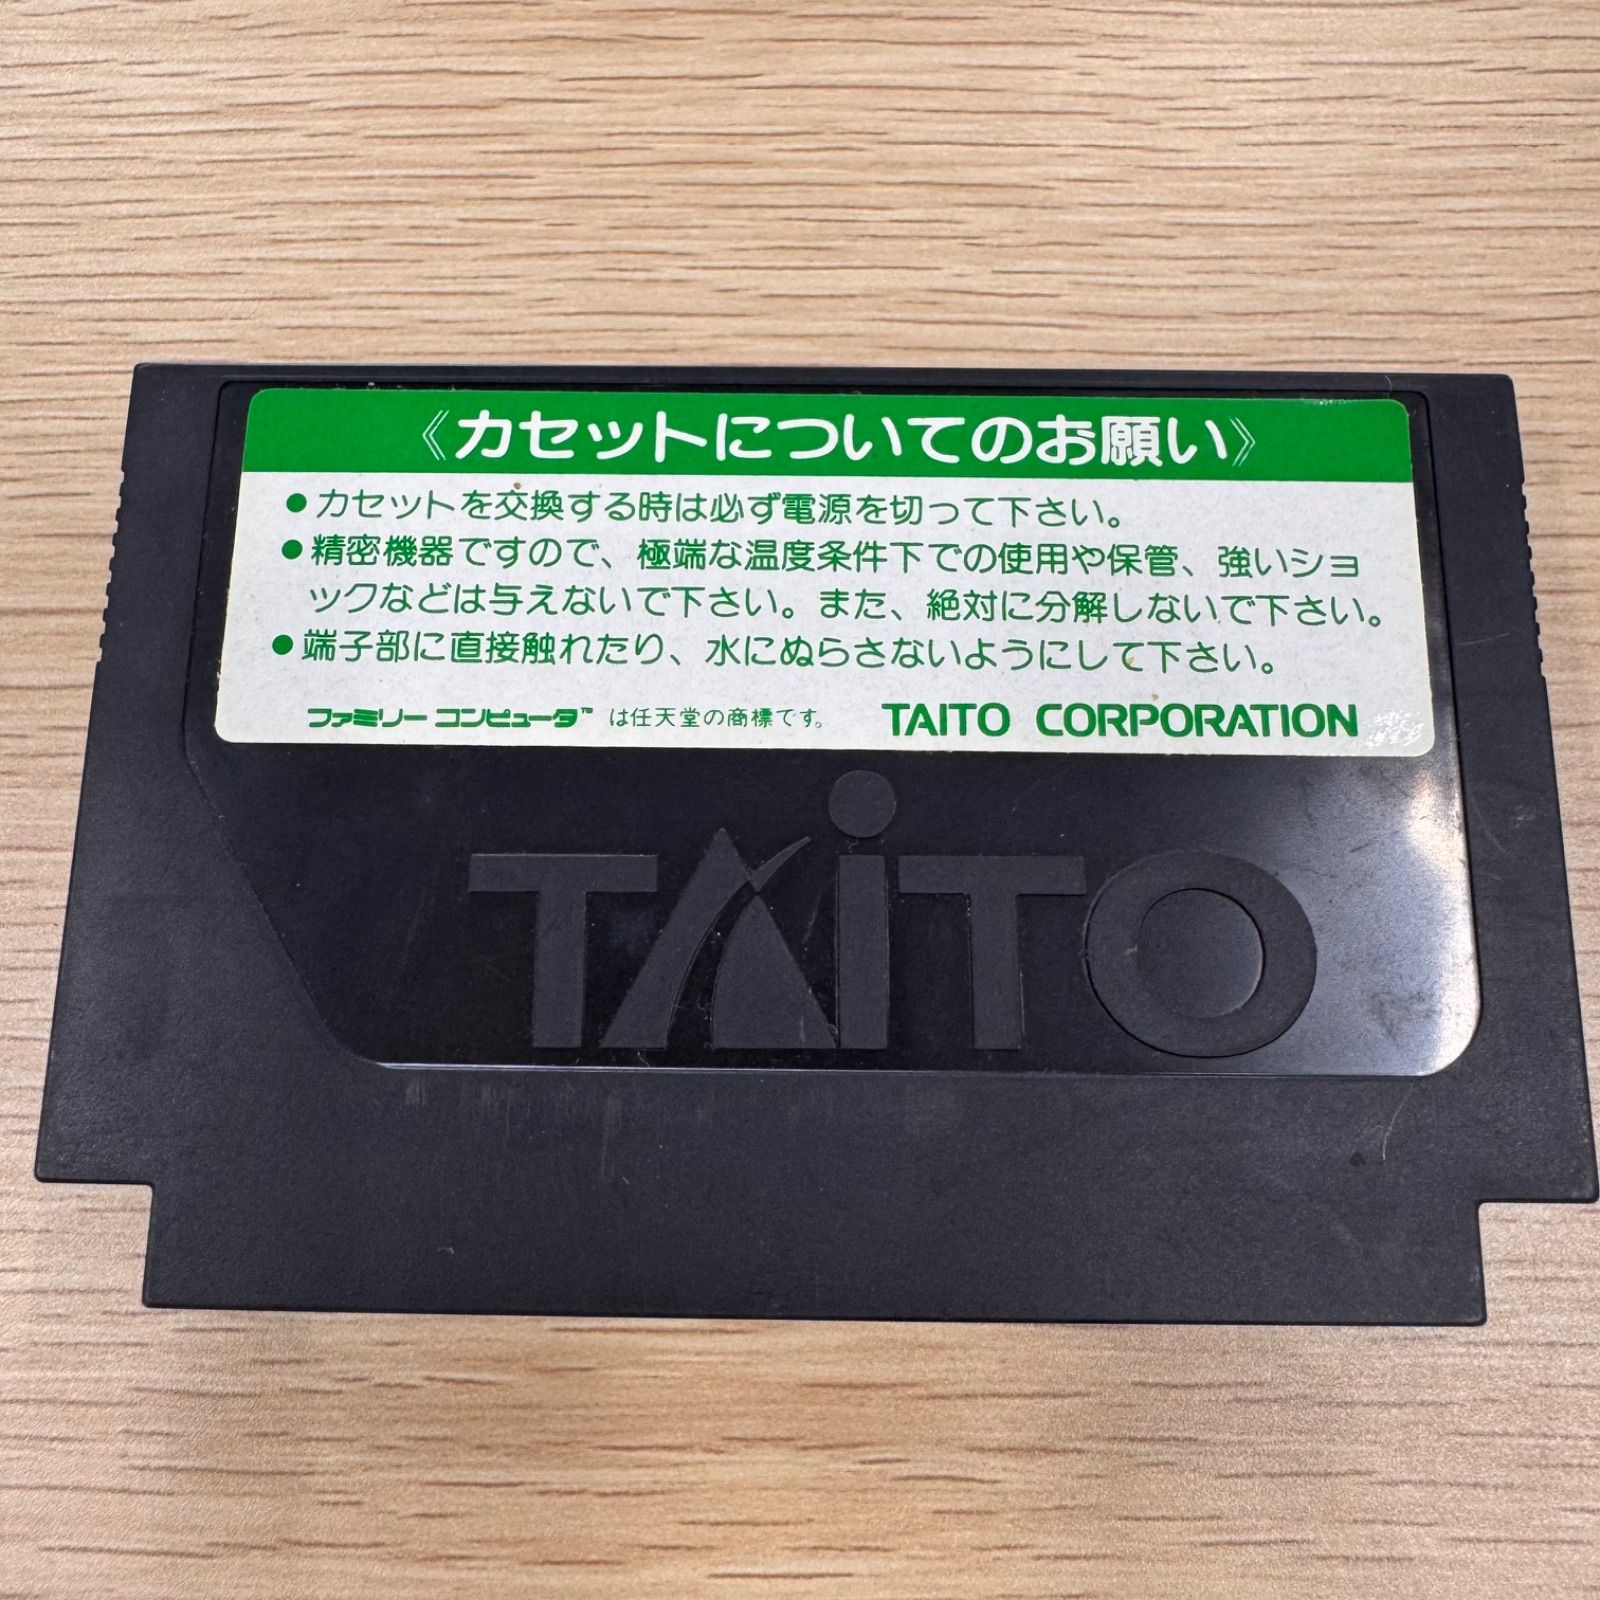 《カセットについてのお願い》
●カセットを交換する時は必ず電源を切って下さい。
●精密機器ですので、極端な温度条件下での使用や保管、強いショ
ックなどは与えないで下さい。また、絶対に分解しないで下さい。
●端子部に直接触れたり、水にぬらさないようにして下さい。
ファミリー コンピュータ™ は任天堂の商標です。 TAITO CORPORATION
TAiTO